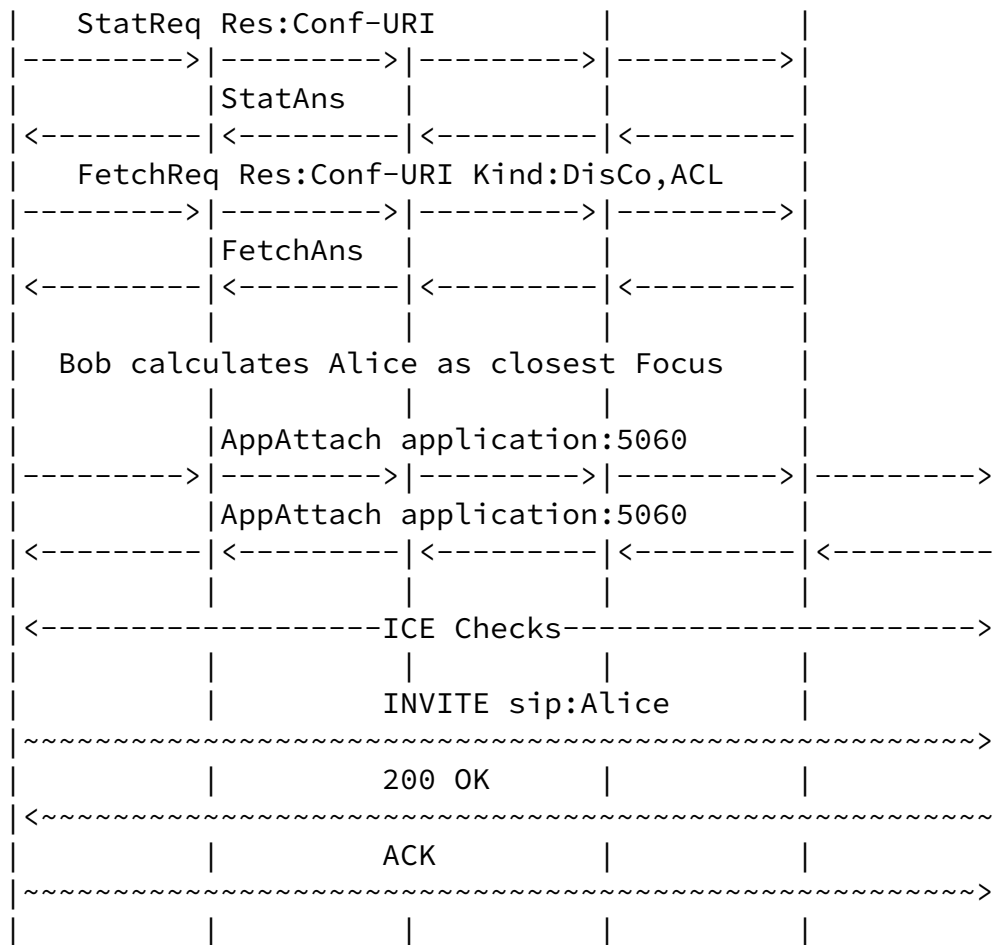 |   StatReq Res:Conf-URI         |          |
|--------->|--------->|--------->|--------->|
|          |StatAns   |          |          |
|<---------|<---------|<---------|<---------|
|   FetchReq Res:Conf-URI Kind:DisCo,ACL    |
|--------->|--------->|--------->|--------->|
|          |FetchAns  |          |          |
|<---------|<---------|<---------|<---------|
|          |          |          |          |
|  Bob calculates Alice as closest Focus    |
|          |          |          |          |
|          |AppAttach application:5060      |
|--------->|--------->|--------->|--------->|--------->
|          |AppAttach application:5060      |
|<---------|<---------|<---------|<---------|<---------
|          |          |          |          |
|<-------------------ICE Checks----------------------->
|          |          |          |          |
|          |         INVITE sip:Alice       |
|~~~~~~~~~~~~~~~~~~~~~~~~~~~~~~~~~~~~~~~~~~~~~~~~~~~~~>
|          |         200 OK      |          |
|<~~~~~~~~~~~~~~~~~~~~~~~~~~~~~~~~~~~~~~~~~~~~~~~~~~~~~
|          |         ACK         |          |
|~~~~~~~~~~~~~~~~~~~~~~~~~~~~~~~~~~~~~~~~~~~~~~~~~~~~~>
|          |          |          |          |